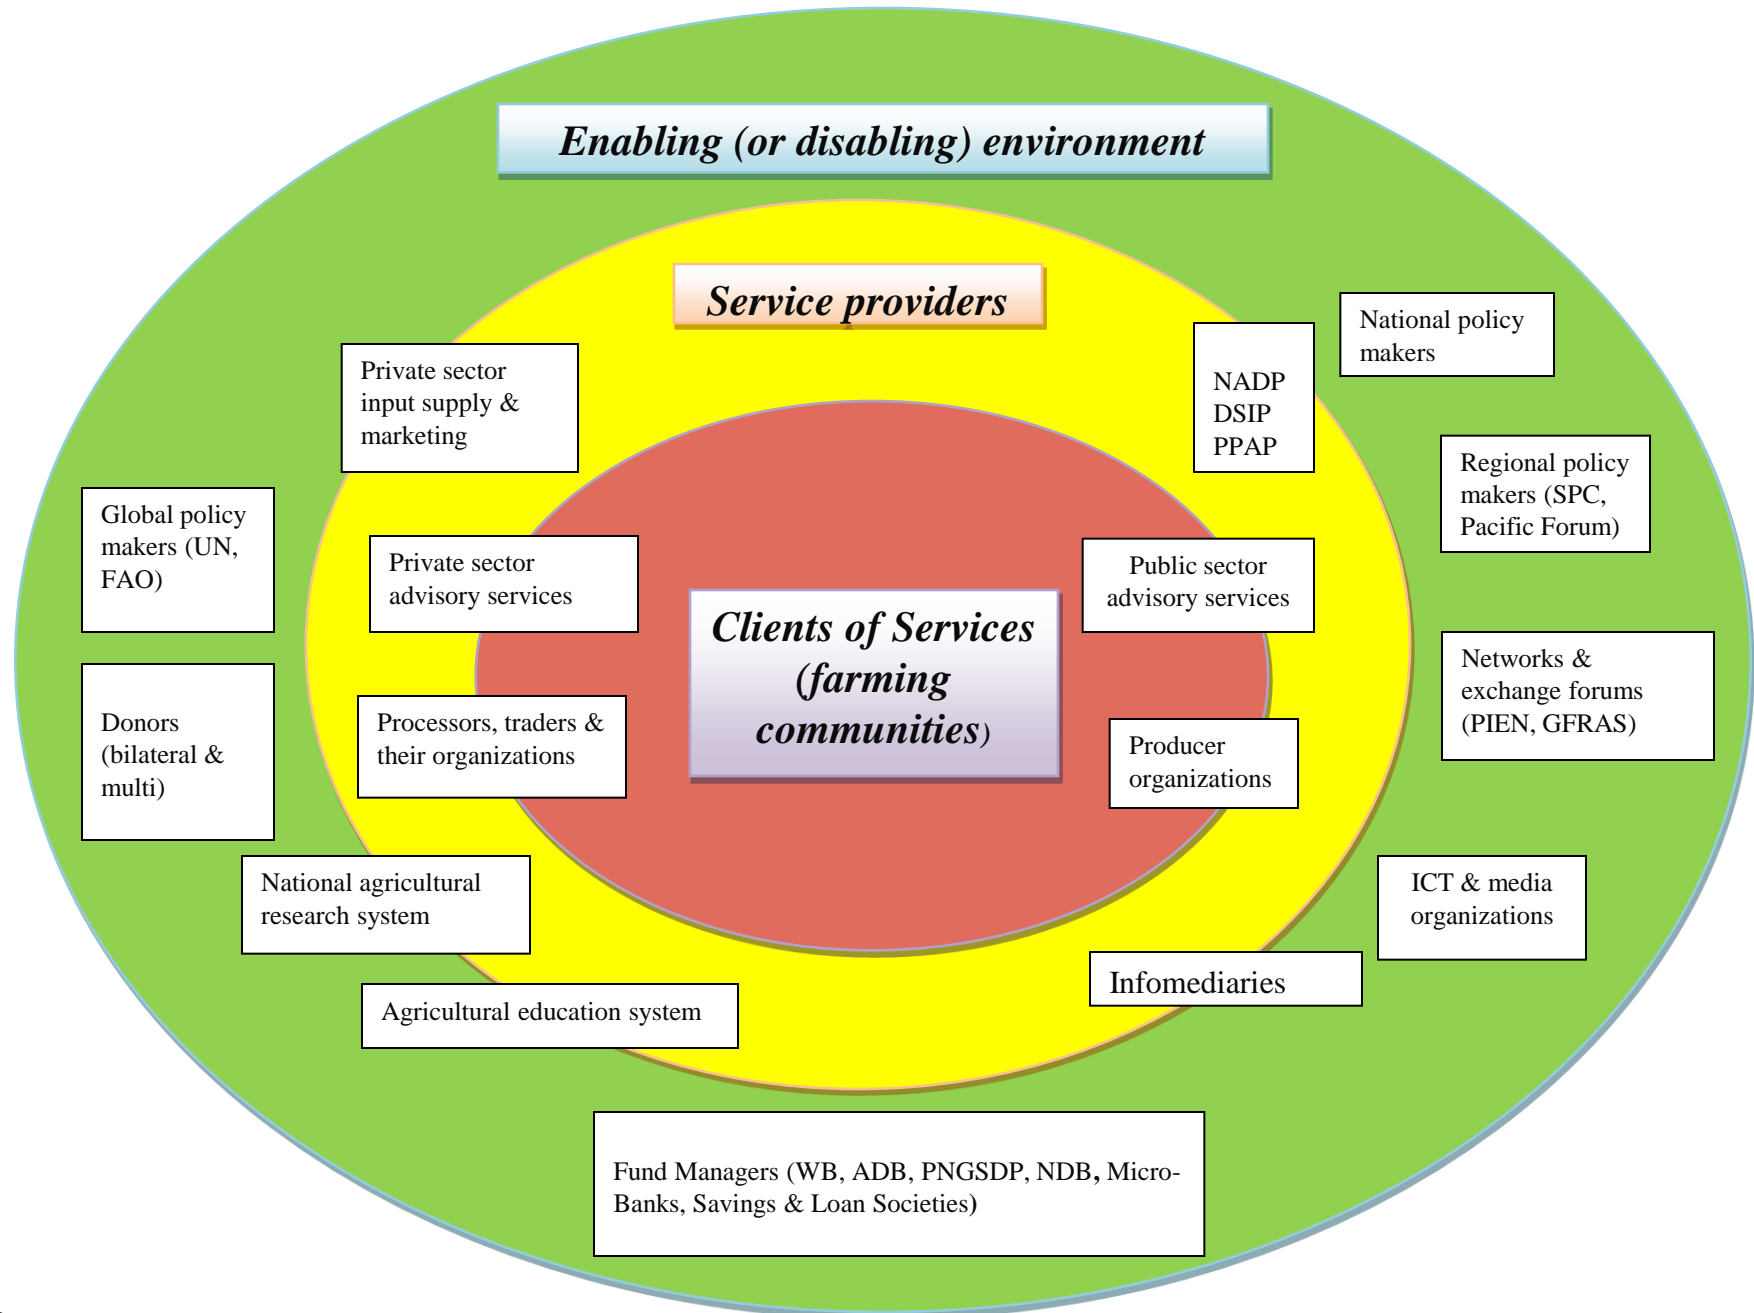 Enabling (or disabling) environment
Service providers
National policy
makers
Private sector
input supply &
marketing
NADP
DSIP
PPAP
Regional policy
makers (SPC,
Pacific Forum)
Global policy
makers (UN,
FAO)
Private sector
advisory services
Public sector
advisory services
Clients of Services
(farming
communities)
Networks &
exchange forums
(PIEN, GFRAS)
Donors
(bilateral &
multi)
Processors, traders &
their organizations
Producer
organizations
National agricultural
research system
ICT & media
organizations
Infomediaries
Agricultural education system
Fund Managers (WB, ADB, PNGSDP, NDB, Micro-
Banks, Savings & Loan Societies)